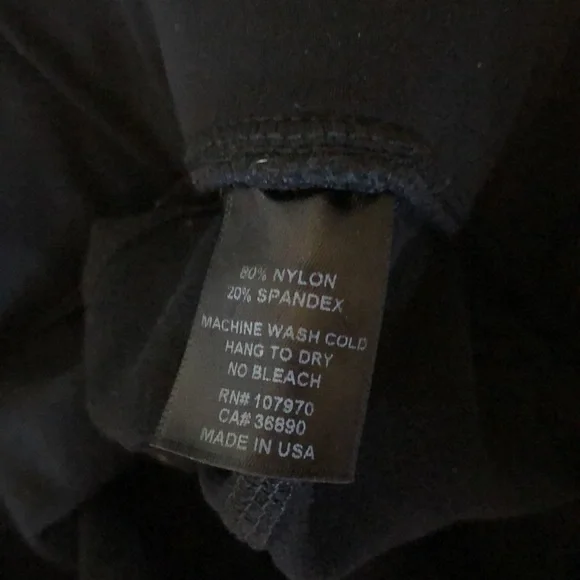 80% NYLON
20% SPANDEX
MACHINE WASH COLD
HANG TO DRY
NO BLEACH
RN# 107970
CA# 36890
MADE IN USA